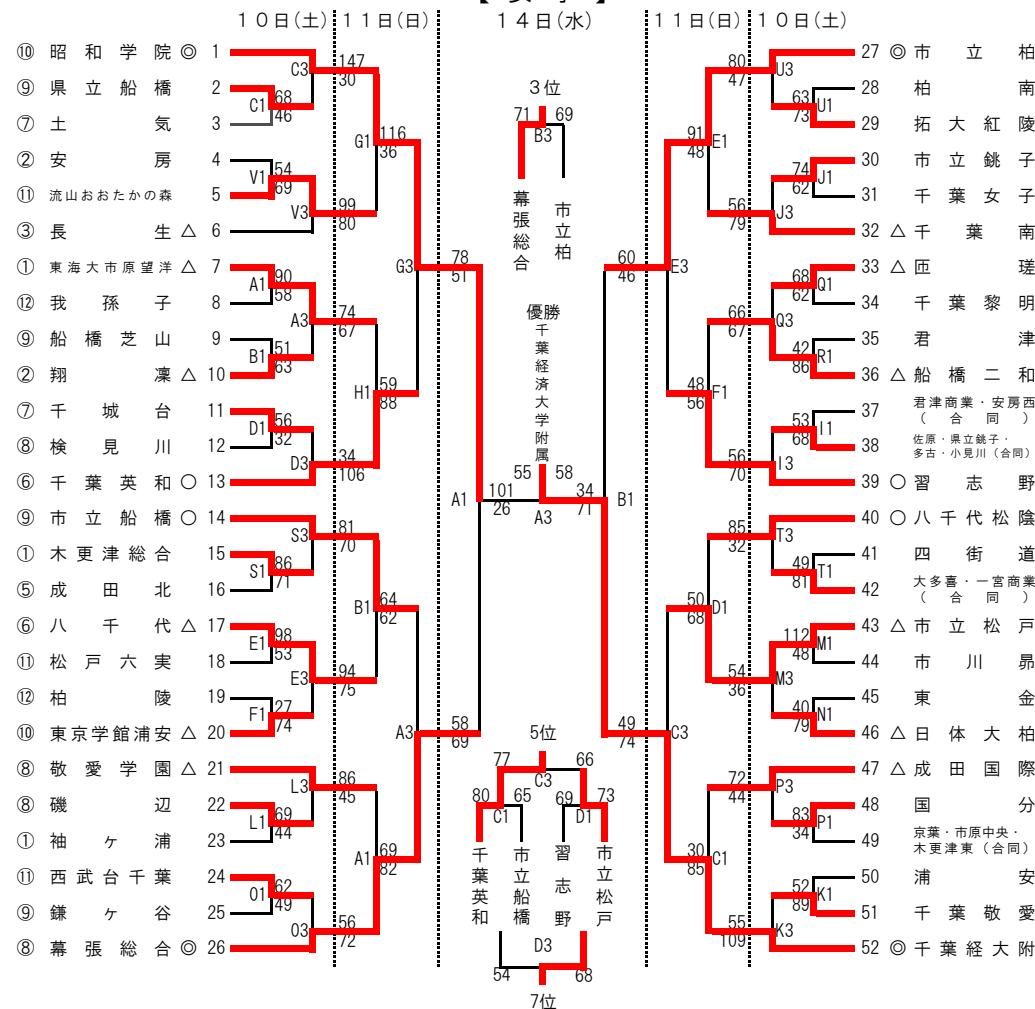 10日(土) 11日(日) 14日(水) 11日(日) 10日(土)
⑩ 昭和学院 ◎ 1
⑨ 県立船橋 2
⑦ 土気 3
② 安房 4
⑪ 流山おおたかの森 5
③ 長生 △ 6
① 東海大市原望洋 △ 7
⑫ 我孫子 8
⑨ 船橋芝山 9
② 翔凜 △ 10
⑦ 千城台 11
⑧ 検見川 12
⑥ 千葉英和 ○ 13
⑨ 市立船橋 ○ 14
① 木更津総合 15
⑤ 成田北 16
⑥ 八千代 △ 17
⑪ 松戸六実 18
⑫ 柏陵 19
⑩ 東京学館浦安 △ 20
⑧ 敬愛学園 △ 21
⑧ 磯辺 22
① 袖ヶ浦 23
⑪ 西武台千葉 24
⑨ 鎌ヶ谷 25
⑧ 幕張総合 ◎ 26
C3 147 30
C1 68 46
G1 116 36
V1 54 69
V3 99 80
G3 78 51
A1 90 58
A3 74 67
B1 51 63
H1 59 88
D1 56 32
D3 34 106
A1 101 26
S3 81 70
S1 86 71
B1 64 62
E1 98 53
E3 94 75
F1 27 74
A3 58 69
L3 86 45
L1 69 44
A1 69 82
O1 62 49
O3 56 72
3位
71 69
B3
幕張総合
市立柏
優勝
千葉経済大学附属
55 58
A3
5位
77 66
C3
80 65 69 73
C1 D1
千葉英和
市立船橋
習志野
市立松戸
D3
54 68
7位
80 47 U3
63 73 U1
91 48 E1
74 62 J1
56 79 J3
60 46 E3
68 62 Q1
66 67 Q3
42 86 R1
48 56 F1
53 68 I1
56 70 I3
34 71 B1
85 32 T3
49 81 T1
50 68 D1
112 48 M1
54 36 M3
40 79 N1
49 74 C3
72 44 P3
83 34 P1
30 85 C1
52 89 K1
55 109 K3
27 ◎ 市立柏
28 柏南
29 拓大紅陵
30 市立銚子
31 千葉女子
32 △ 千葉南
33 △ 匝瑳
34 千葉黎明
35 君津
36 △ 船橋二和
37 君津商業・安房西
(合同)
38 佐原・県立銚子・
多古・小見川(合同)
39 ○ 習志野
40 ○ 八千代松陰
41 四街道
42 大多喜・一宮商業
(合同)
43 △ 市立松戸
44 市川昴
45 東金
46 △ 日体大柏
47 △ 成田国際
48 国分
49 京葉・市原中央・
木更津東(合同)
50 浦安
51 千葉敬愛
52 ◎ 千葉経大附